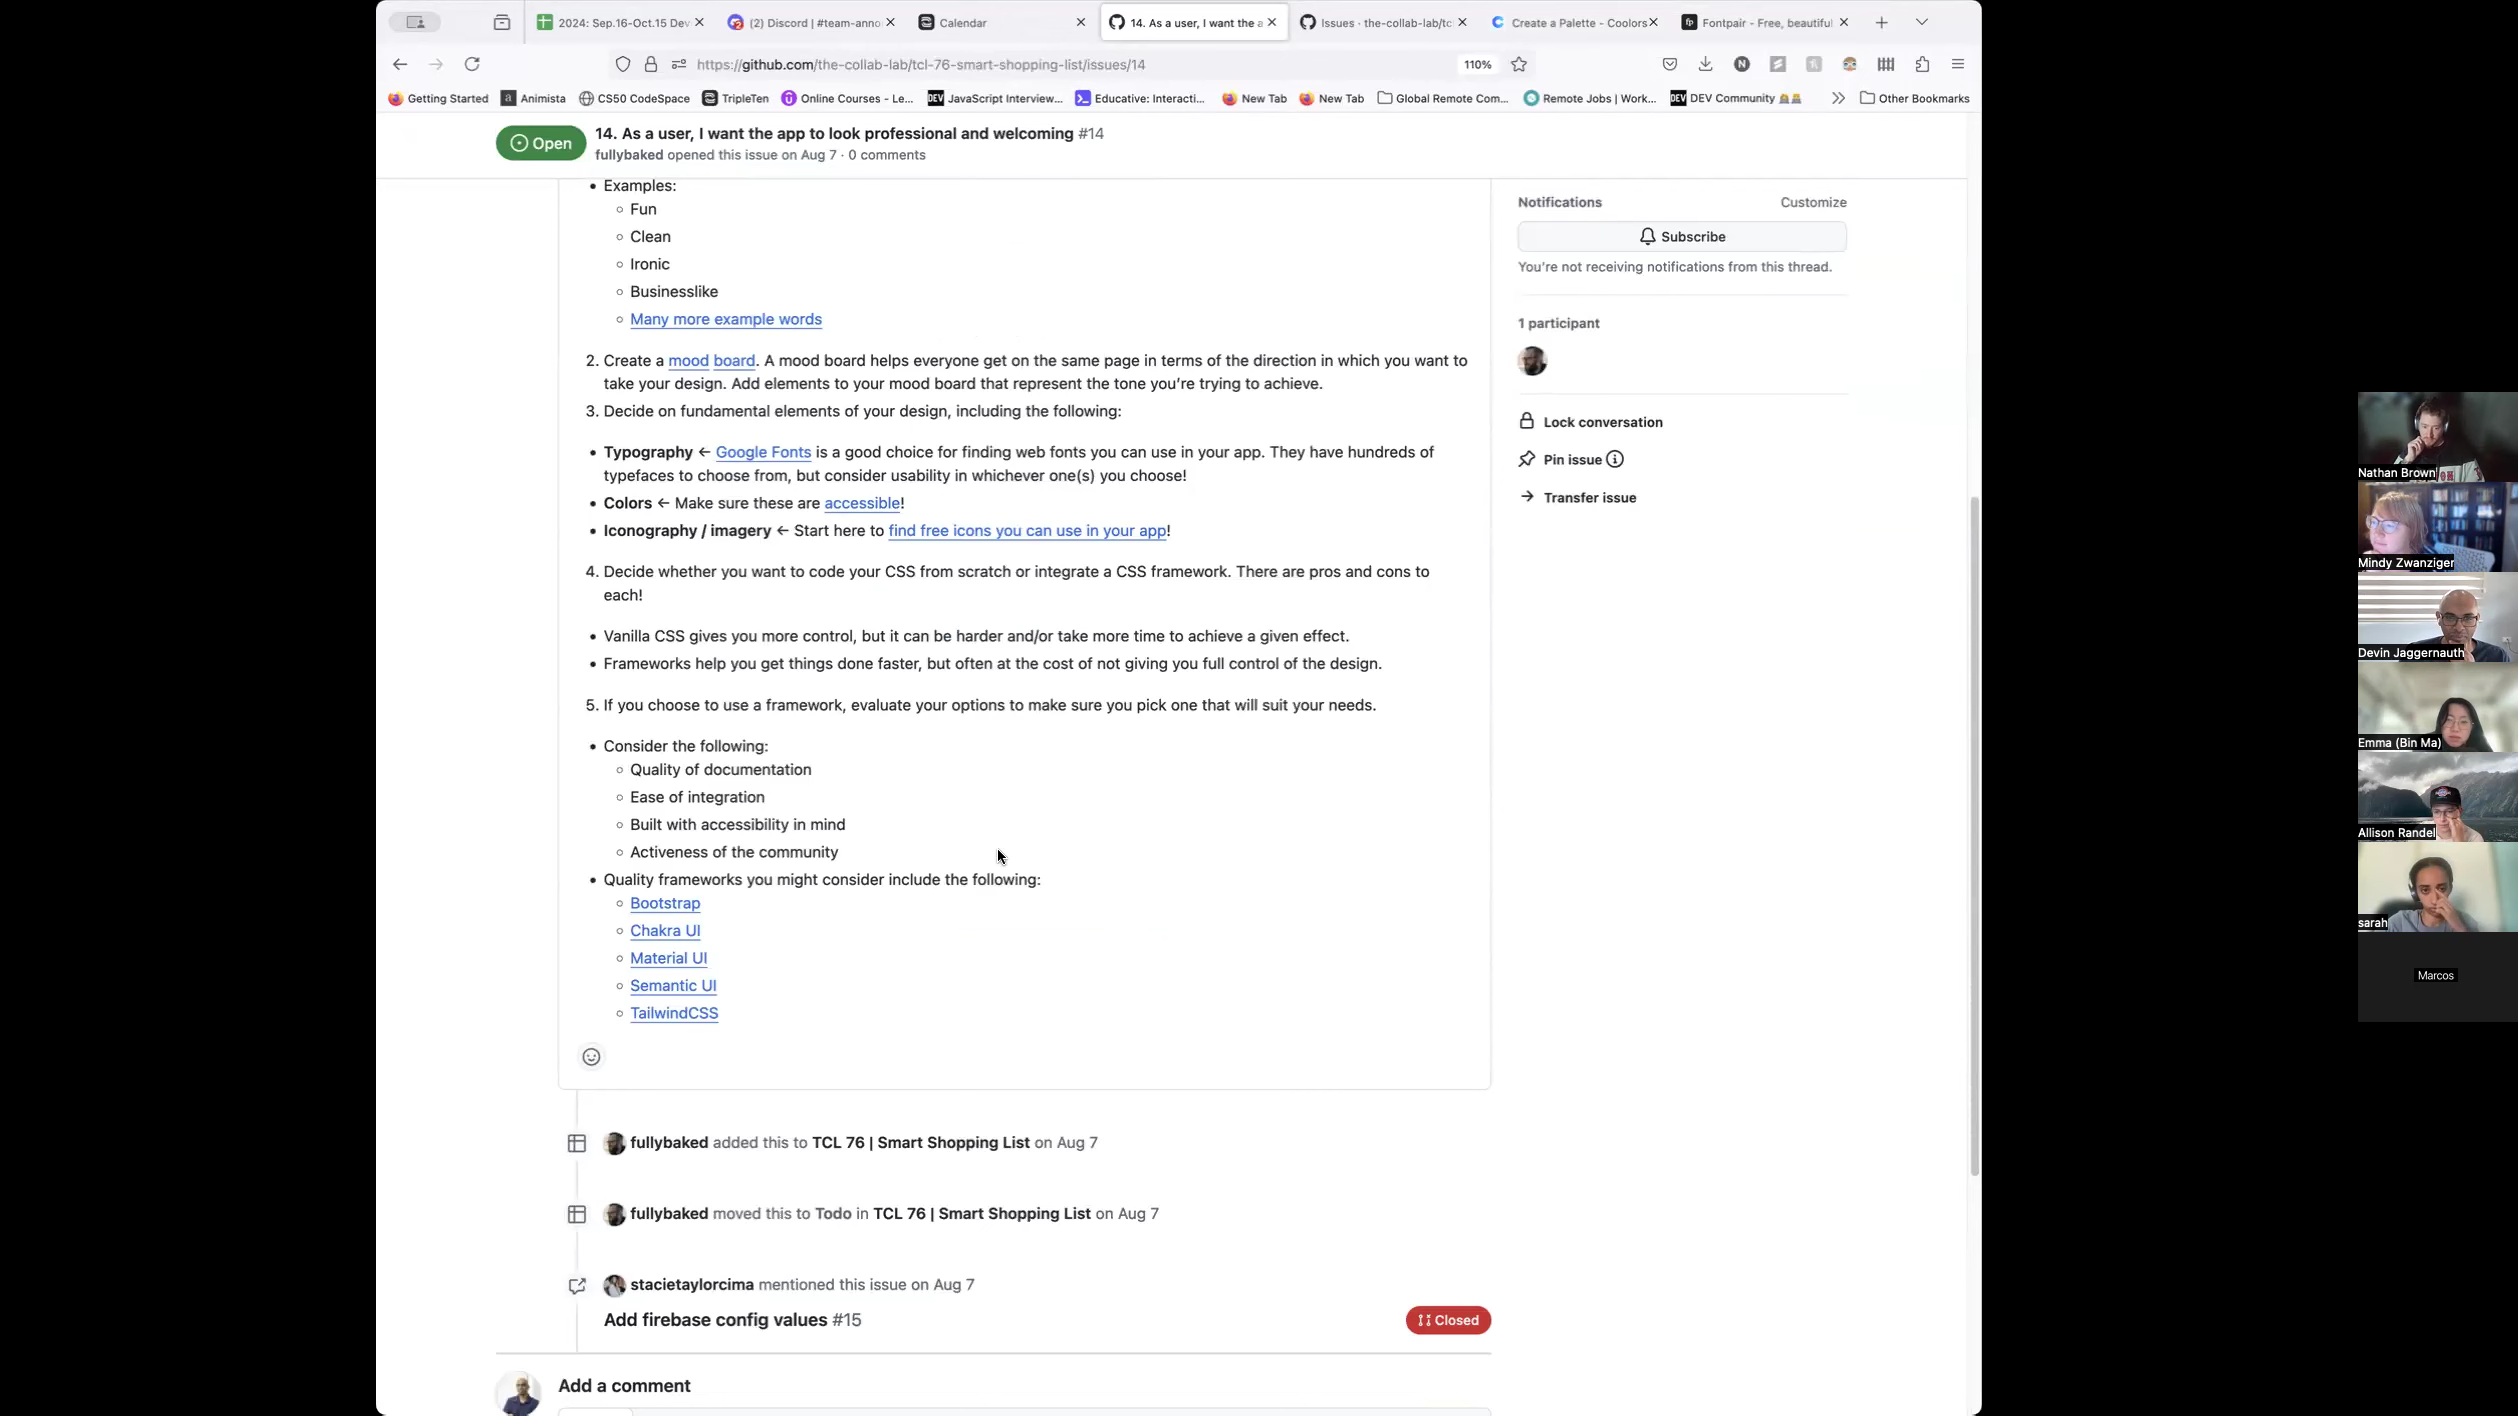 2024: Sep.16-Oct.15 Dev
(2) Discord | #team-anno
Calendar
14. As a user, I want the a
Issues · the-collab-lab/tc
Create a Palette - Coolors
Fontpair - Free, beautiful
https://github.com/the-collab-lab/tcl-76-smart-shopping-list/issues/14
110%
Getting Started
Animista
CS50 CodeSpace
TripleTen
Online Courses - Le...
DEV
JavaScript Interview...
Educative: Interacti...
New Tab
New Tab
Global Remote Com...
Remote Jobs | Work...
DEV
DEV Community
Other Bookmarks
Open
14. As a user, I want the app to look professional and welcoming #14
fullybaked opened this issue on Aug 7 · 0 comments
• Examples:
◦ Fun
◦ Clean
◦ Ironic
◦ Businesslike
◦ Many more example words
2. Create a mood board. A mood board helps everyone get on the same page in terms of the direction in which you want to
take your design. Add elements to your mood board that represent the tone you're trying to achieve.
3. Decide on fundamental elements of your design, including the following:
• Typography ← Google Fonts is a good choice for finding web fonts you can use in your app. They have hundreds of
typefaces to choose from, but consider usability in whichever one(s) you choose!
• Colors ← Make sure these are accessible!
• Iconography / imagery ← Start here to find free icons you can use in your app!
4. Decide whether you want to code your CSS from scratch or integrate a CSS framework. There are pros and cons to
each!
• Vanilla CSS gives you more control, but it can be harder and/or take more time to achieve a given effect.
• Frameworks help you get things done faster, but often at the cost of not giving you full control of the design.
5. If you choose to use a framework, evaluate your options to make sure you pick one that will suit your needs.
• Consider the following:
◦ Quality of documentation
◦ Ease of integration
◦ Built with accessibility in mind
◦ Activeness of the community
• Quality frameworks you might consider include the following:
◦ Bootstrap
◦ Chakra UI
◦ Material UI
◦ Semantic UI
◦ TailwindCSS
fullybaked added this to TCL 76 | Smart Shopping List on Aug 7
fullybaked moved this to Todo in TCL 76 | Smart Shopping List on Aug 7
stacietaylorcima mentioned this issue on Aug 7
Add firebase config values #15
Closed
Add a comment
Notifications
Customize
Subscribe
You're not receiving notifications from this thread.
1 participant
Lock conversation
Pin issue
Transfer issue
Nathan Brown
Mindy Zwanziger
Devin Jaggernauth
Emma (Bin Ma)
Allison Randel
sarah
Marcos